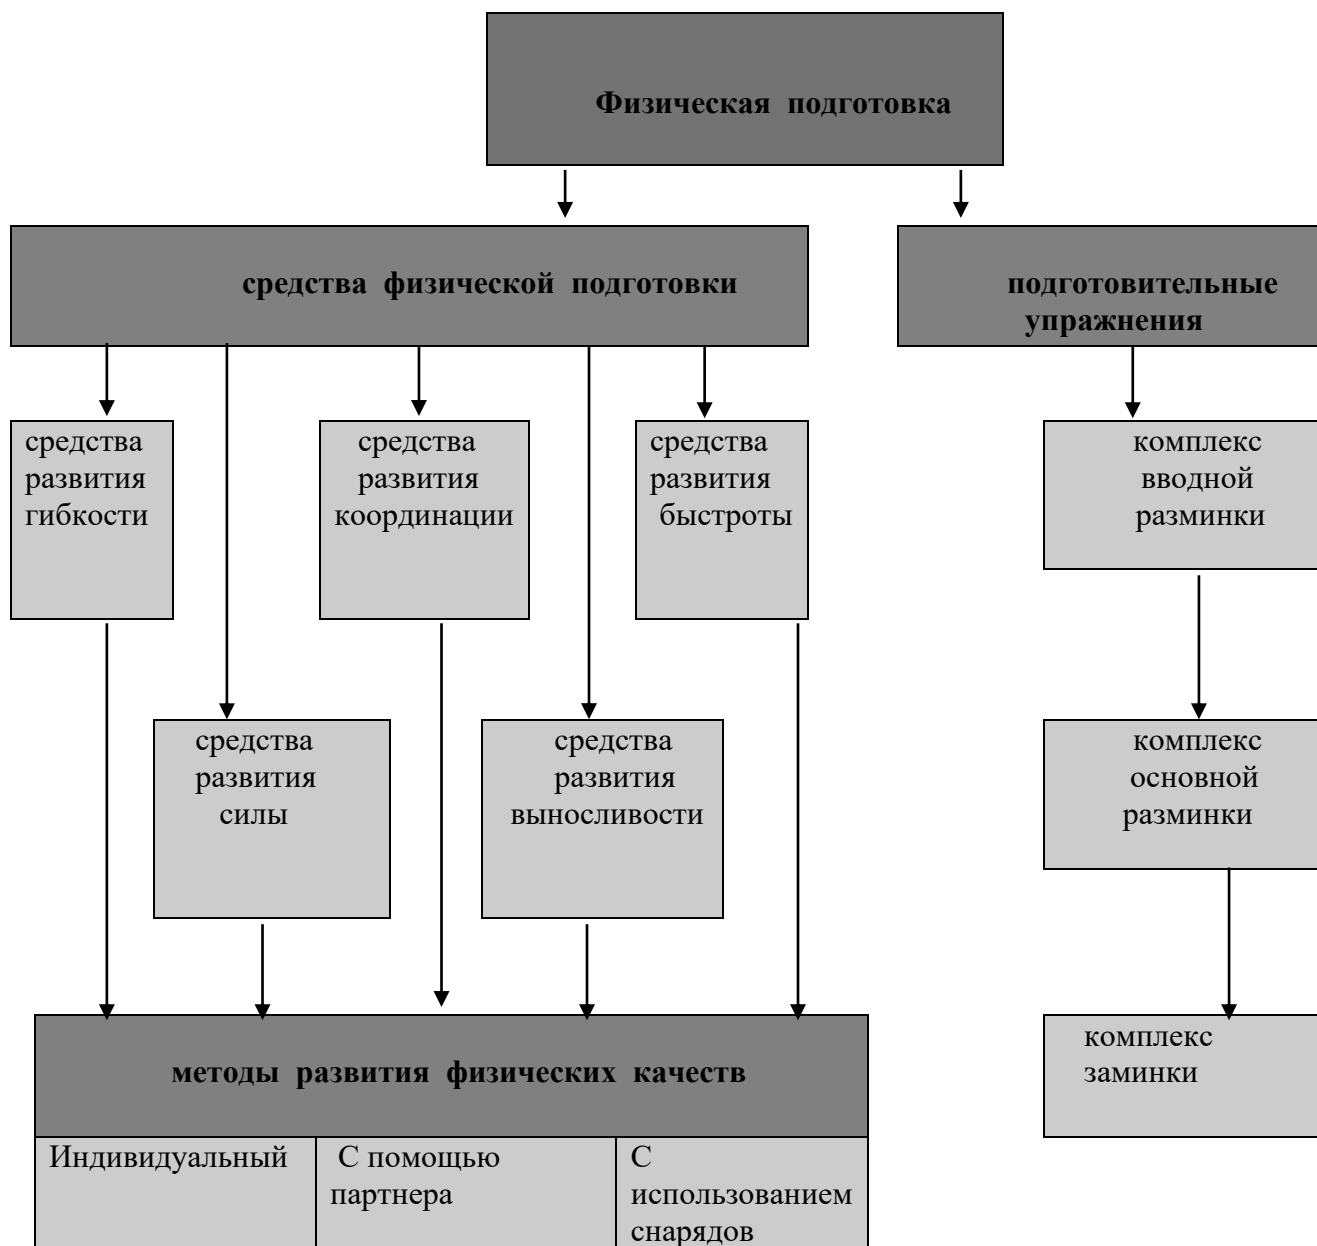 Физическая подготовка
средства физической подготовки
подготовительные
упражнения
средства
развития
гибкости
средства
развития
координации
средства
развития
быстроты
комплекс
вводной
разминки
средства
развития
силы
средства
развития
выносливости
комплекс
основной
разминки
методы развития физических качеств
комплекс
заминки
Индивидуальный
С помощью
партнера
С
использованием
снарядов